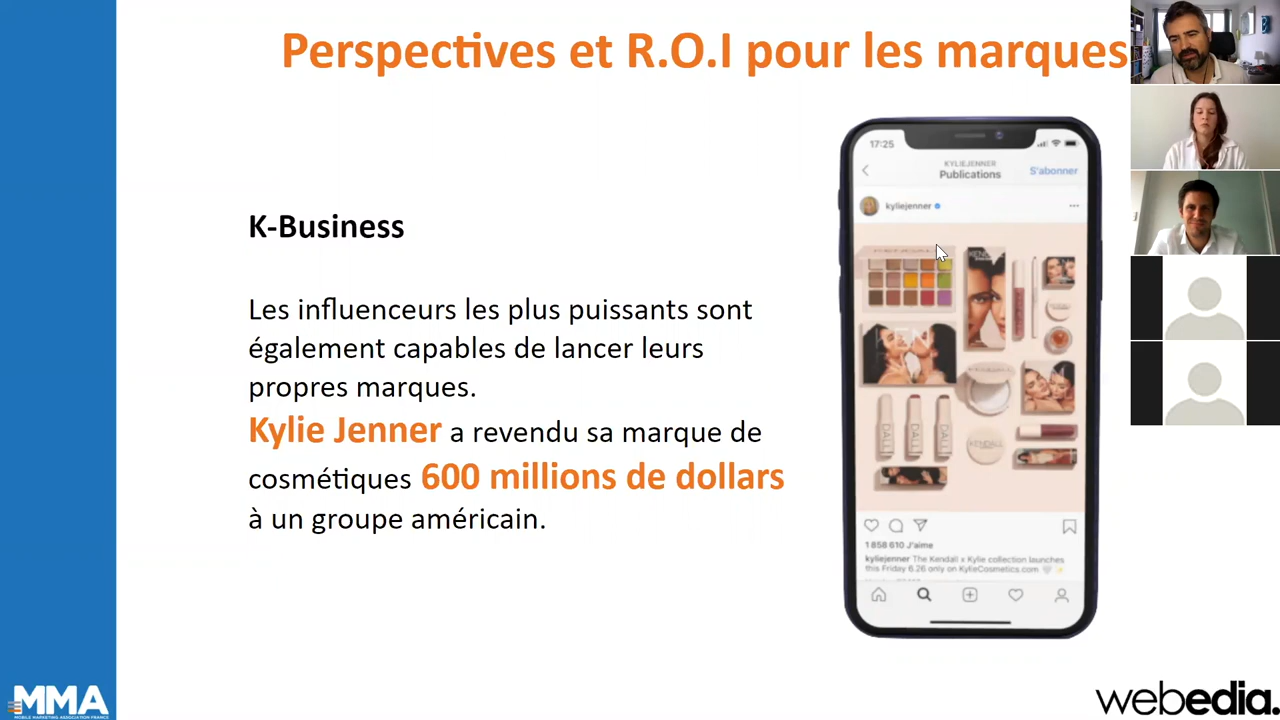 Perspectives et R.O.I pour les marques
K-Business
Les influenceurs les plus puissants sont
également capables de lancer leurs
propres marques.
Kylie Jenner a revendu sa marque de
cosmétiques 600 millions de dollars
à un groupe américain.
17:25
KYLIEJENNER
Publications
S'abonner
kyliejenner
KENDALL
1 858 610 J'aime
kyliejenner The Kendall x Kylie collection launches
this Friday 6.26 only on KylieCosmetics.com
MMA
MOBILE MARKETING ASSOCIATION FRANCE
webedia.